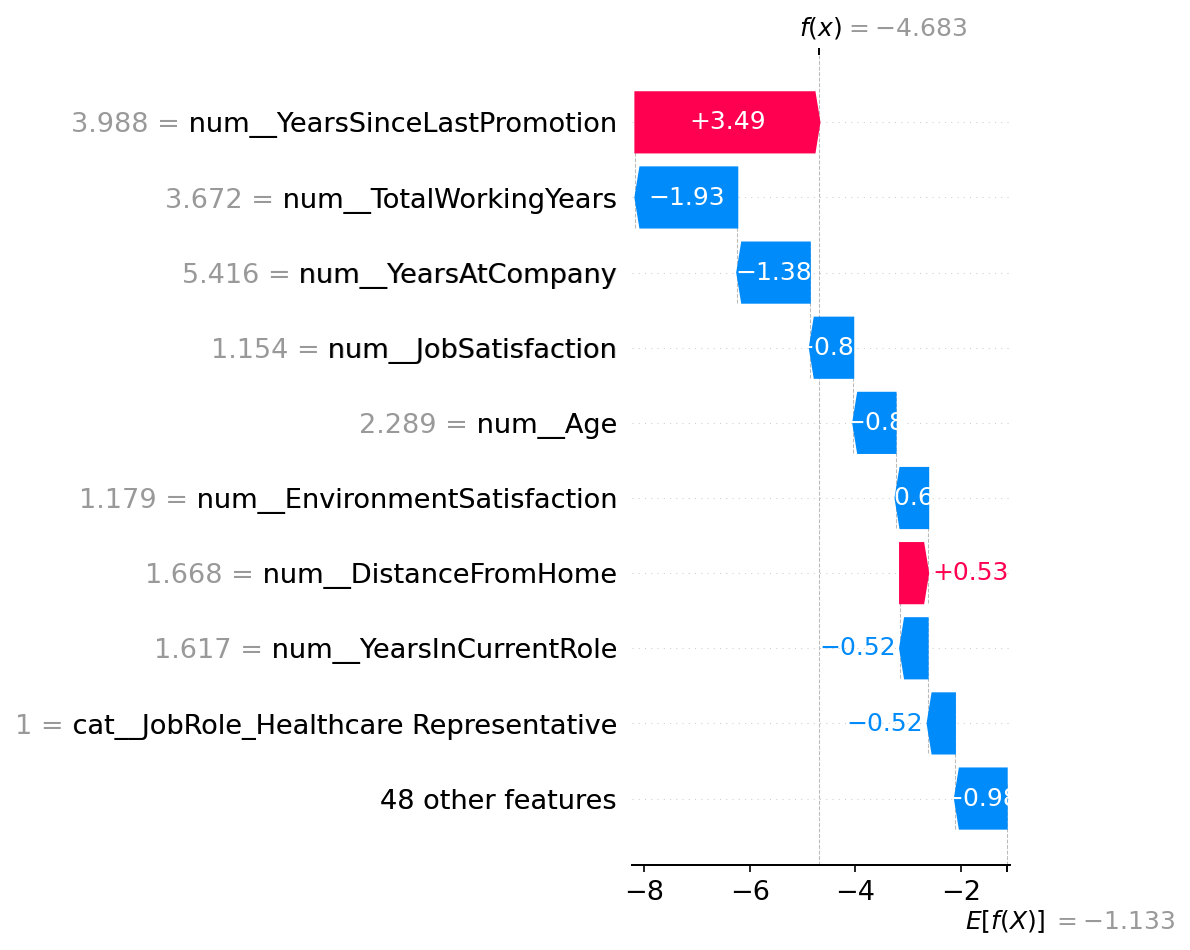 f(x) = −4.683
3.988 = num__YearsSinceLastPromotion +3.49
3.672 = num__TotalWorkingYears −1.93
5.416 = num__YearsAtCompany −1.38
1.154 = num__JobSatisfaction
2.289 = num__Age
1.179 = num__EnvironmentSatisfaction
1.668 = num__DistanceFromHome +0.53
1.617 = num__YearsInCurrentRole −0.52
1 = cat__JobRole_Healthcare Representative −0.52
48 other features −0.98
−8 −6 −4 −2
E[f(X)] = −1.133